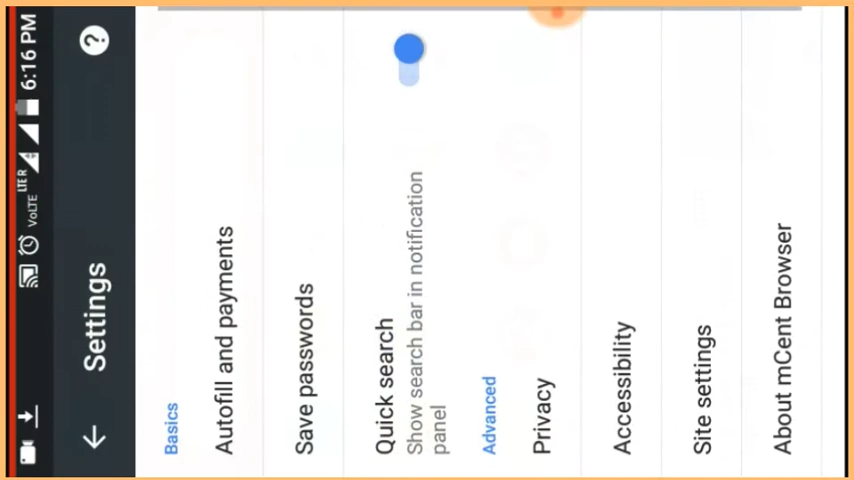 VoLTE LTE R 6:16 PM
Settings ?
Basics
Autofill and payments
Save passwords
Quick search
Show search bar in notification
panel
Advanced
Privacy
Accessibility
Site settings
About mCent Browser